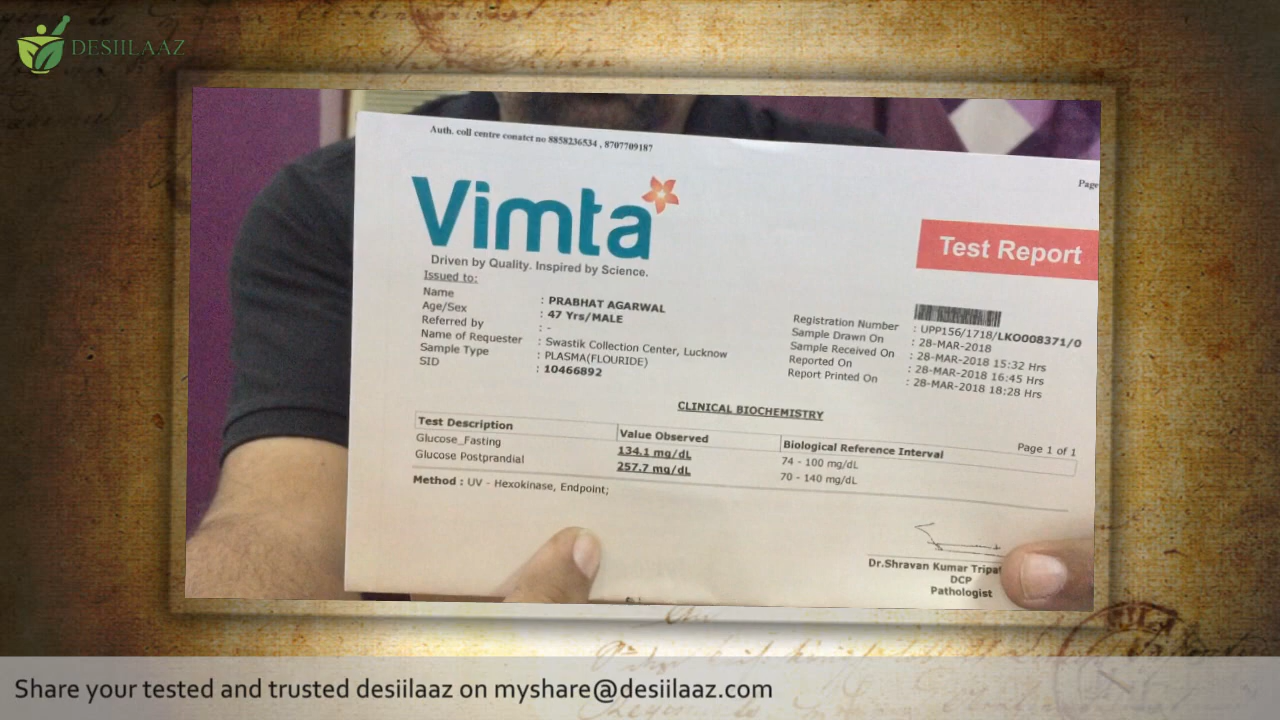 DESIILAAZ
Auth. coll centre conatct no 8858236534 , 8707709187
Page
Vimta
Driven by Quality. Inspired by Science.
Test Report
Issued to:
Name : PRABHAT AGARWAL
Age/Sex : 47 Yrs/MALE
Referred by : -
Name of Requester : Swastik Collection Center, Lucknow
Sample Type : PLASMA(FLOURIDE)
SID : 10466892
Registration Number : UPP156/1718/LKO008371/0
Sample Drawn On : 28-MAR-2018
Sample Received On : 28-MAR-2018 15:32 Hrs
Reported On : 28-MAR-2018 16:45 Hrs
Report Printed On : 28-MAR-2018 18:28 Hrs
CLINICAL BIOCHEMISTRY
Page 1 of 1
Test Description Value Observed Biological Reference Interval
Glucose_Fasting 134.1 mg/dL 74 - 100 mg/dL
Glucose Postprandial 257.7 mg/dL 70 - 140 mg/dL
Method : UV - Hexokinase, Endpoint;
Dr.Shravan Kumar Tripat
DCP
Pathologist
Share your tested and trusted desiilaaz on myshare@desiilaaz.com